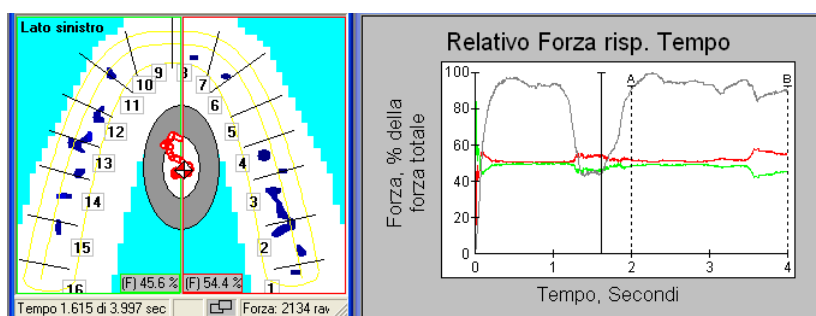 Lato sinistro
9 8
10 7
11 6
12 5
13 4
14 3
15 2
16 1
(F) 45.6 % (F) 54.4 %
Tempo 1.615 di 3.997 sec Forza: 2134 rav
Relativo Forza risp. Tempo
Forza, % della
forza totale
100
80
60
40
20
0
A B
0 1 2 3 4
Tempo, Secondi